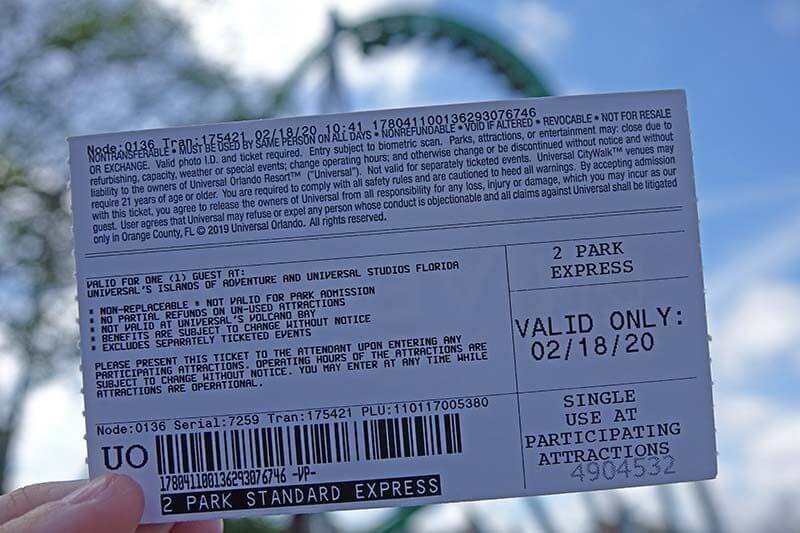 Node:0136 Tran:175421 02/18/20 10:41 17804110013629307​6746
NONTRANSFERABLE • MUST BE USED BY SAME PERSON ON ALL DAYS • NONREFUNDABLE • VOID IF ALTERED • REVOCABLE • NOT FOR RESALE
OR EXCHANGE. Valid photo I.D. and ticket required. Entry subject to biometric scan. Parks, attractions, or entertainment may: close due to
refurbishing, capacity, weather or special events; change operating hours; and otherwise change or be discontinued without notice and without
liability to the owners of Universal Orlando Resort™ ("Universal"). Not valid for separately ticketed events. Universal CityWalk™ venues may
require 21 years of age or older. You are required to comply with all safety rules and are cautioned to heed all warnings. By accepting admission
with this ticket, you agree to release the owners of Universal from all responsibility for any loss, injury or damage, which you may incur as our
guest. User agrees that Universal may refuse or expel any person whose conduct is objectionable and all claims against Universal shall be litigated
only in Orange County, FL © 2019 Universal Orlando. All rights reserved.
VALID FOR ONE (1) GUEST AT:
UNIVERSAL'S ISLANDS OF ADVENTURE AND UNIVERSAL STUDIOS FLORIDA
* NON-REPLACEABLE * NOT VALID FOR PARK ADMISSION
* NO PARTIAL REFUNDS ON UN-USED ATTRACTIONS
* NOT VALID AT UNIVERSAL'S VOLCANO BAY
* BENEFITS ARE SUBJECT TO CHANGE WITHOUT NOTICE
* EXCLUDES SEPARATELY TICKETED EVENTS
PLEASE PRESENT THIS TICKET TO THE ATTENDANT UPON ENTERING ANY
PARTICIPATING ATTRACTIONS. OPERATING HOURS OF THE ATTRACTIONS ARE
SUBJECT TO CHANGE WITHOUT NOTICE. YOU MAY ENTER AT ANY TIME WHILE
ATTRACTIONS ARE OPERATIONAL.
Node:0136 Serial:7259 Tran:175421 PLU:110117005380
UO
178041100136293076746 -VP-
2 PARK STANDARD EXPRESS
2 PARK
EXPRESS
VALID ONLY:
02/18/20
SINGLE
USE AT
PARTICIPATING
ATTRACTIONS
4904532